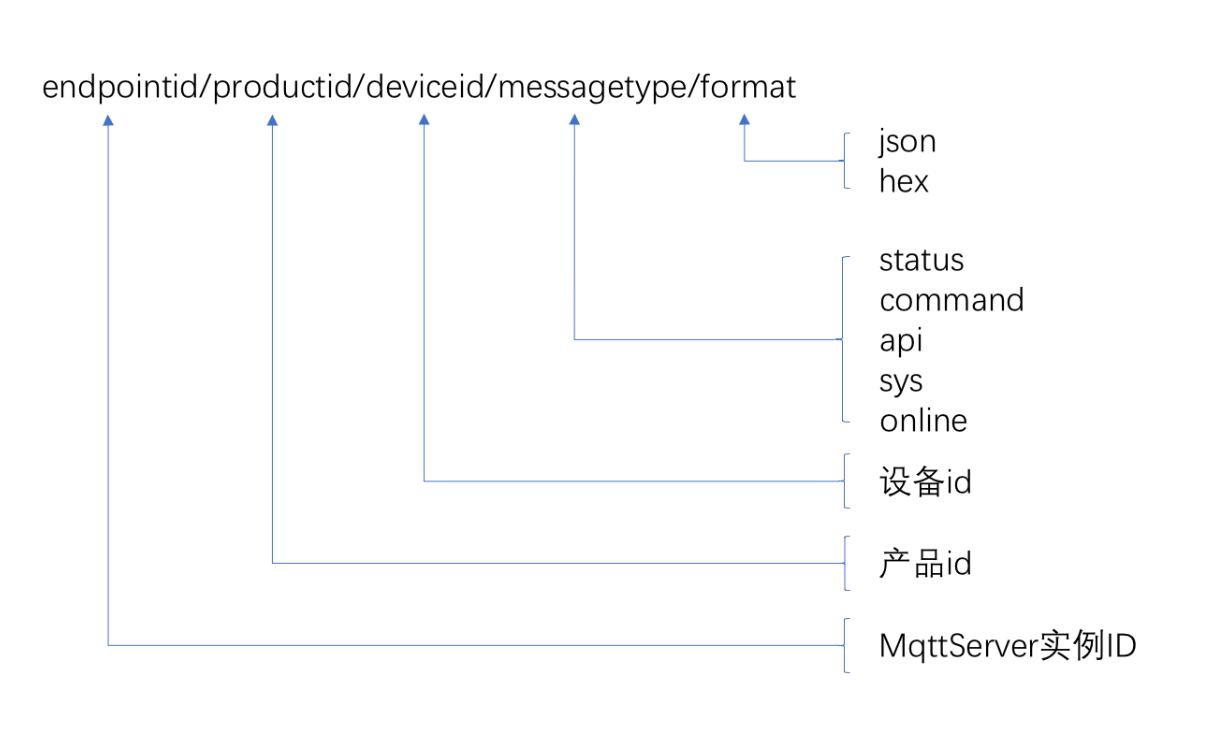 endpointid/productid/deviceid/messagetype/format
json
hex
status
command
api
sys
online
设备id
产品id
MqttServer实例ID